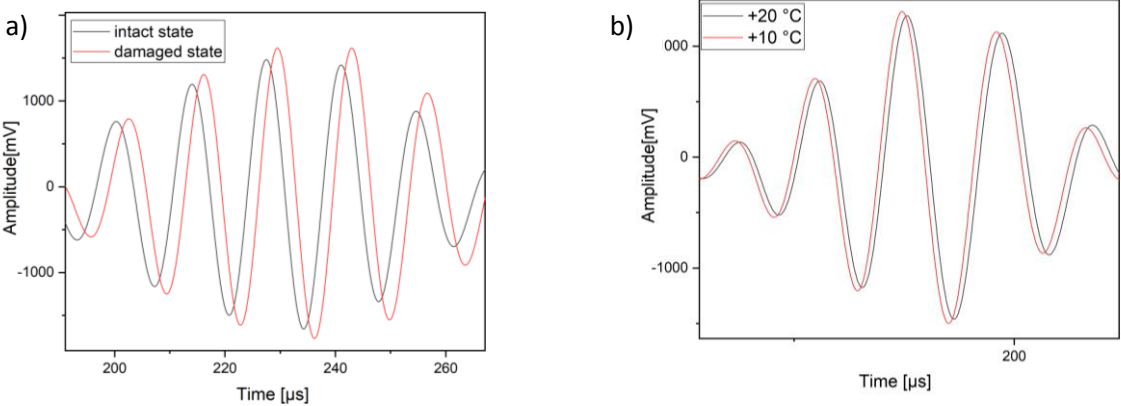 a)
intact state
damaged state
1000
0
-1000
Amplitude[mV]
200
220
240
260
Time [µs]
b)
+20 °C
+10 °C
000
0
-1000
Amplitude[mV]
200
Time [µs]